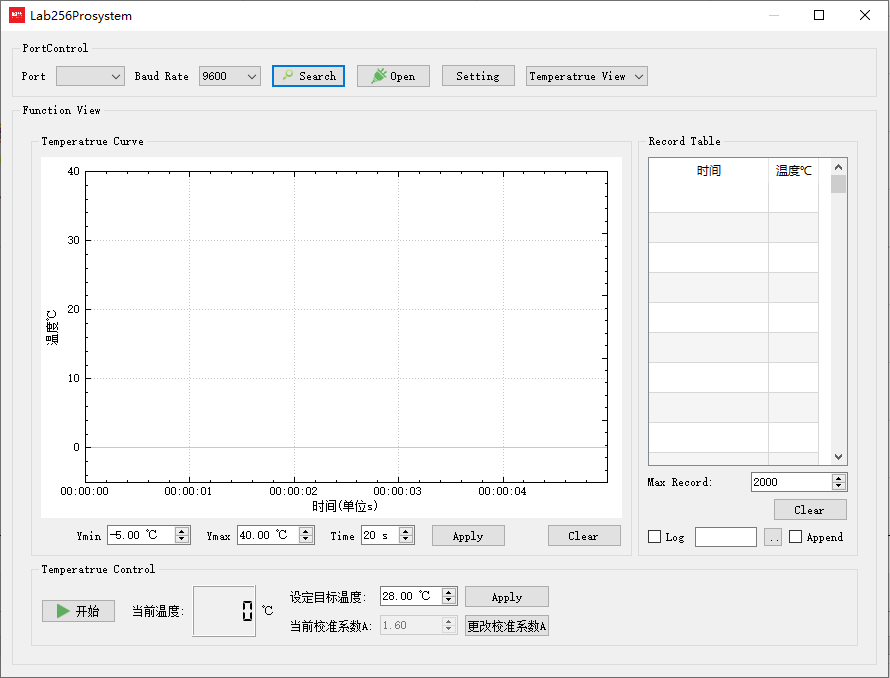 Lab256Prosystem
PortControl
Port Baud Rate 9600 Search Open Setting Temperatrue View
Function View
Temperatrue Curve
40
30
20
10
0
温度℃
00:00:00 00:00:01 00:00:02 00:00:03 00:00:04
时间(单位s)
Ymin -5.00 ℃ Ymax 40.00 ℃ Time 20 s Apply Clear
Record Table
时间 温度℃
Max Record: 2000
Clear
Log .. Append
Temperatrue Control
开始 当前温度: 0 ℃
设定目标温度: 28.00 ℃ Apply
当前校准系数A: 1.60 更改校准系数A